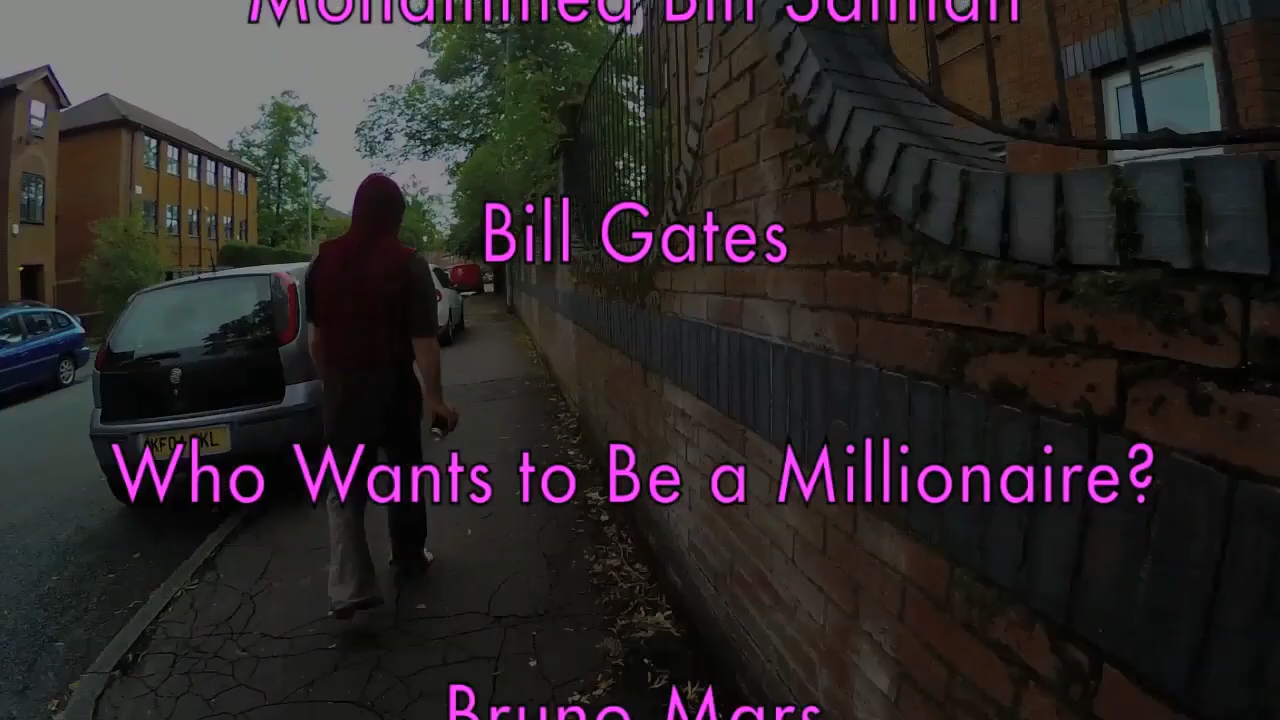 Mohammed Bin Salman
Bill Gates
Who Wants to Be a Millionaire?
Bruno Mars